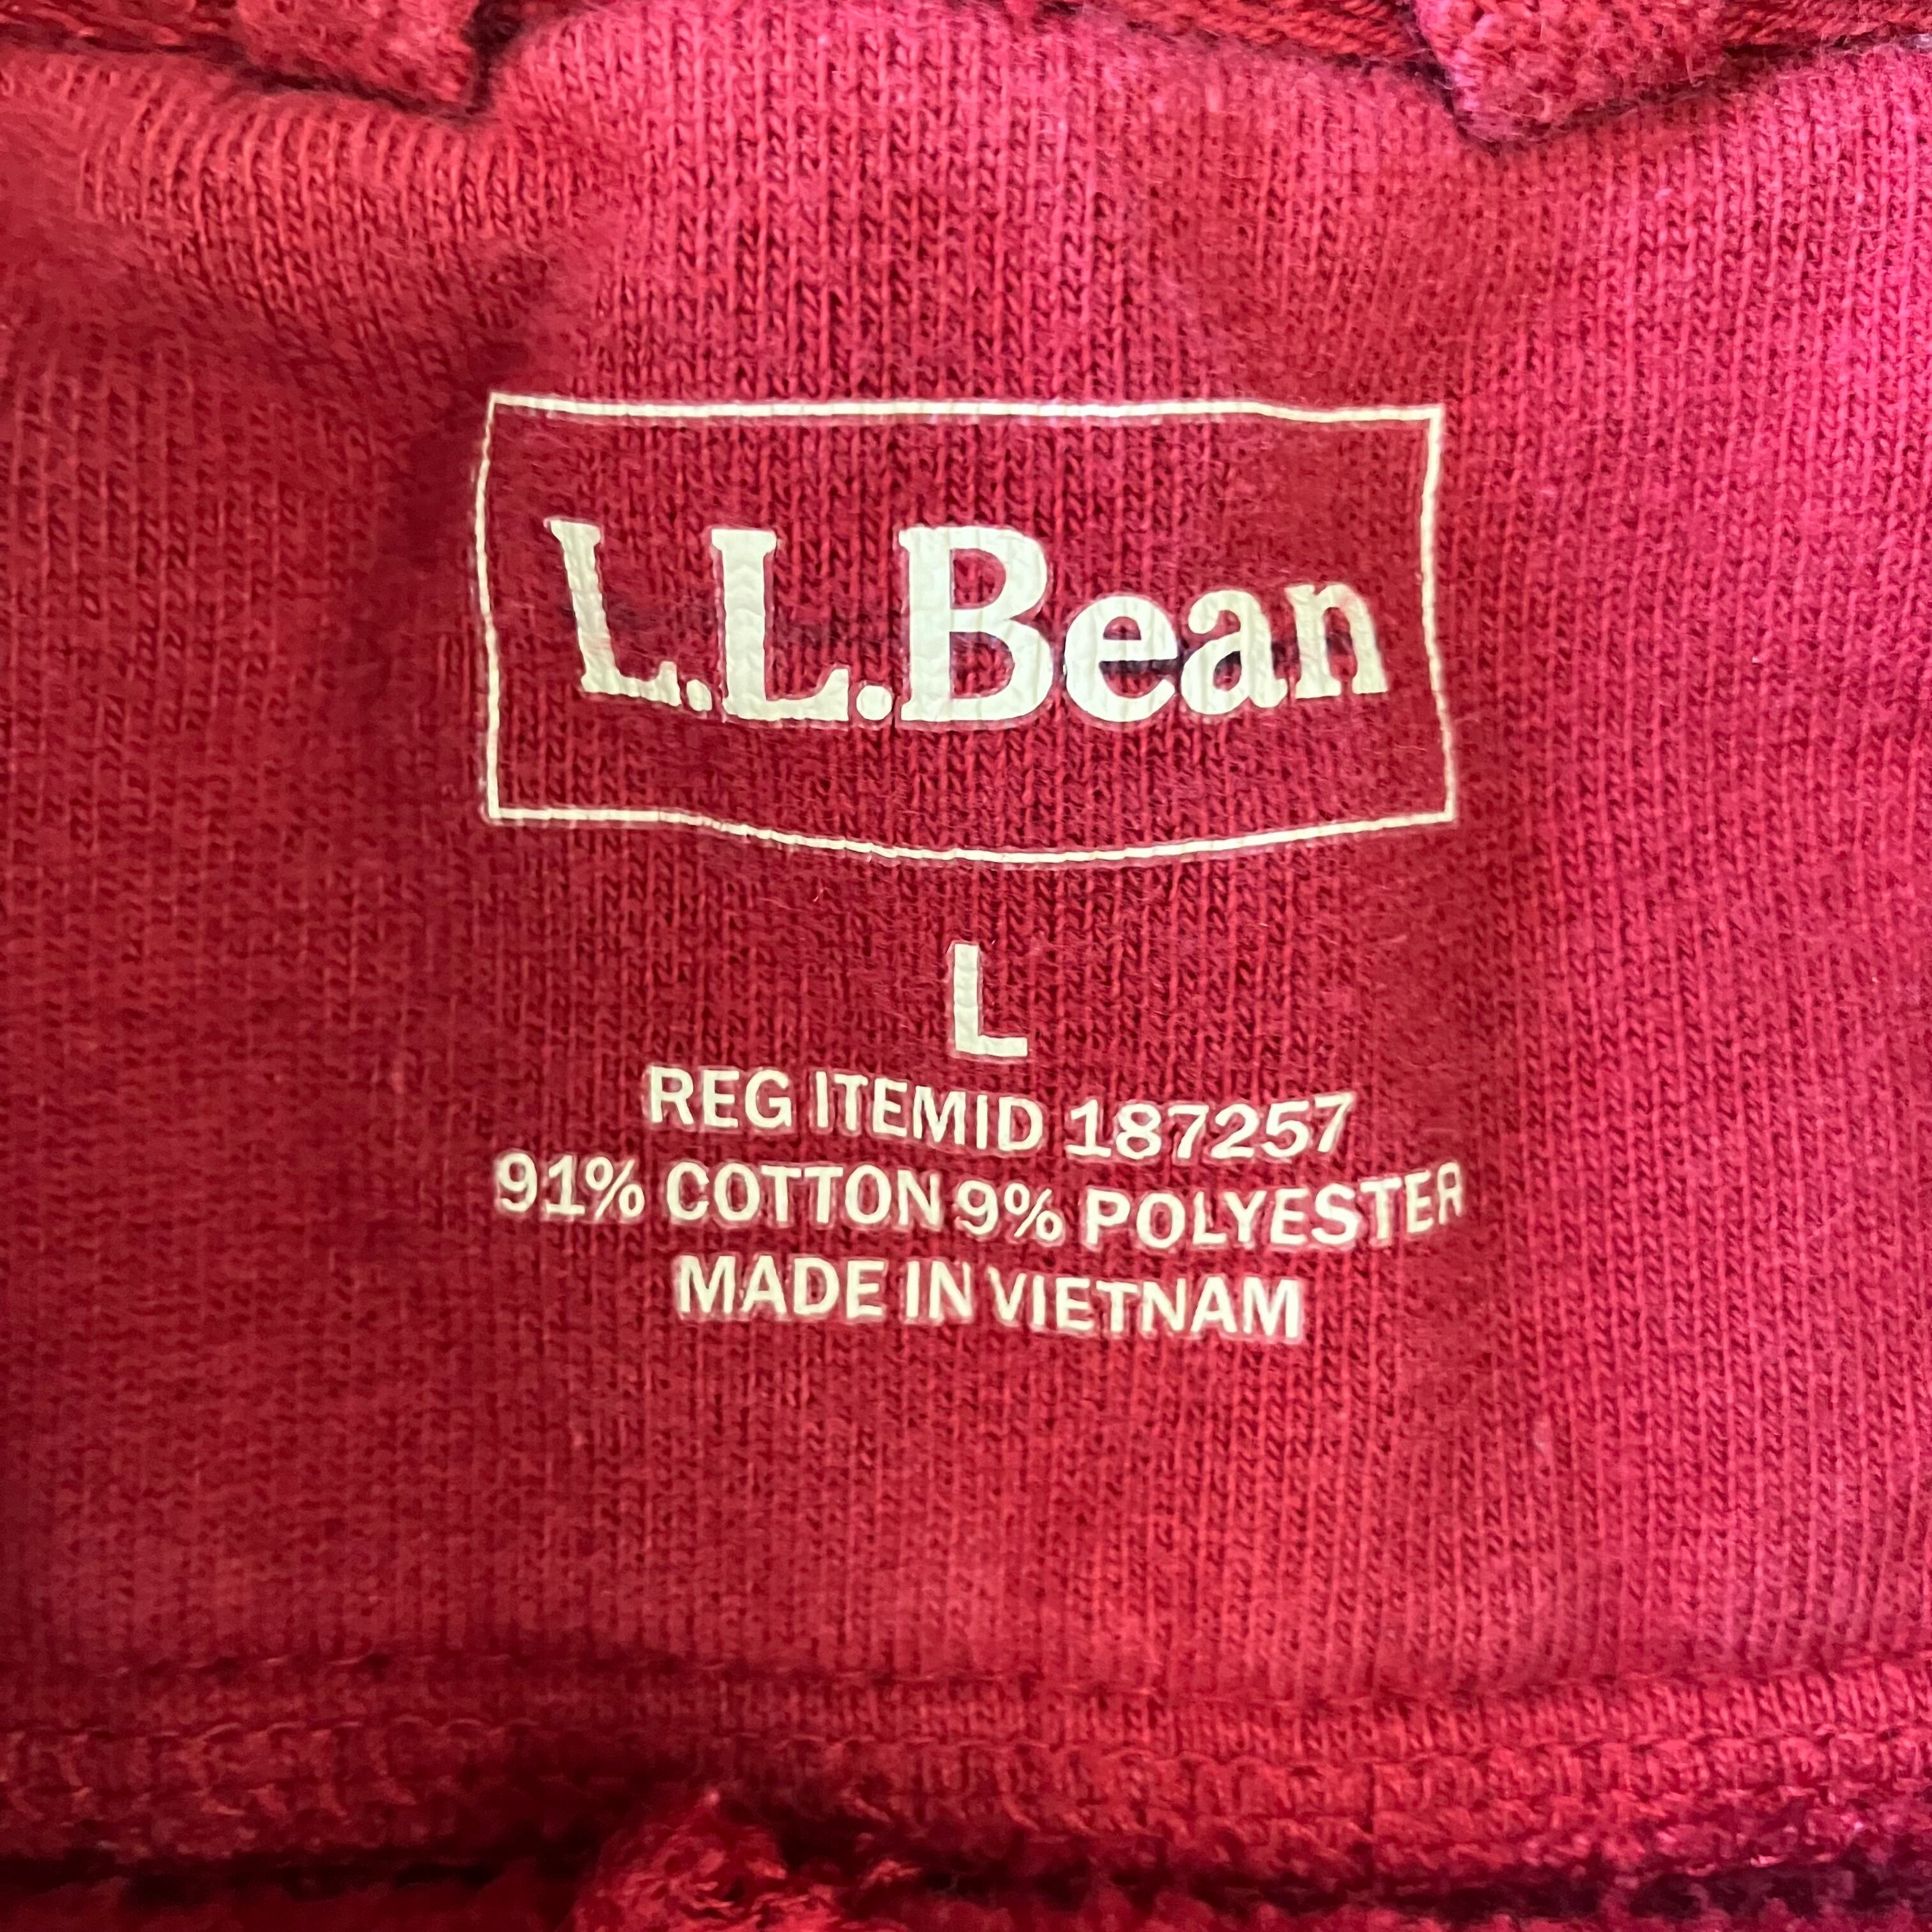 L.L.Bean
L
REG ITEMID 187257
91% COTTON 9% POLYESTER
MADE IN VIETNAM